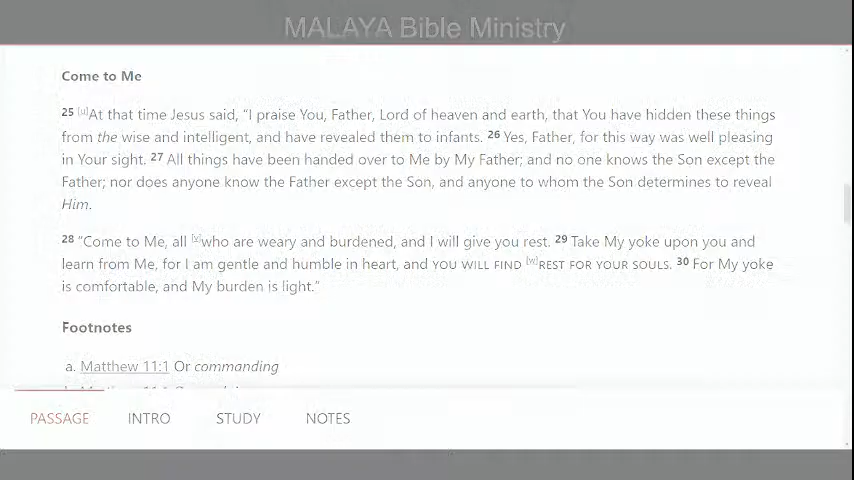 MALAYA Bible Ministry
Come to Me
25 [u]At that time Jesus said, “I praise You, Father, Lord of heaven and earth, that You have hidden these things
from the wise and intelligent, and have revealed them to infants. 26 Yes, Father, for this way was well pleasing
in Your sight. 27 All things have been handed over to Me by My Father; and no one knows the Son except the
Father; nor does anyone know the Father except the Son, and anyone to whom the Son determines to reveal
Him.
28 “Come to Me, all [v]who are weary and burdened, and I will give you rest. 29 Take My yoke upon you and
learn from Me, for I am gentle and humble in heart, and YOU WILL FIND [w]REST FOR YOUR SOULS. 30 For My yoke
is comfortable, and My burden is light.”
Footnotes
a. Matthew 11:1 Or commanding
PASSAGE INTRO STUDY NOTES